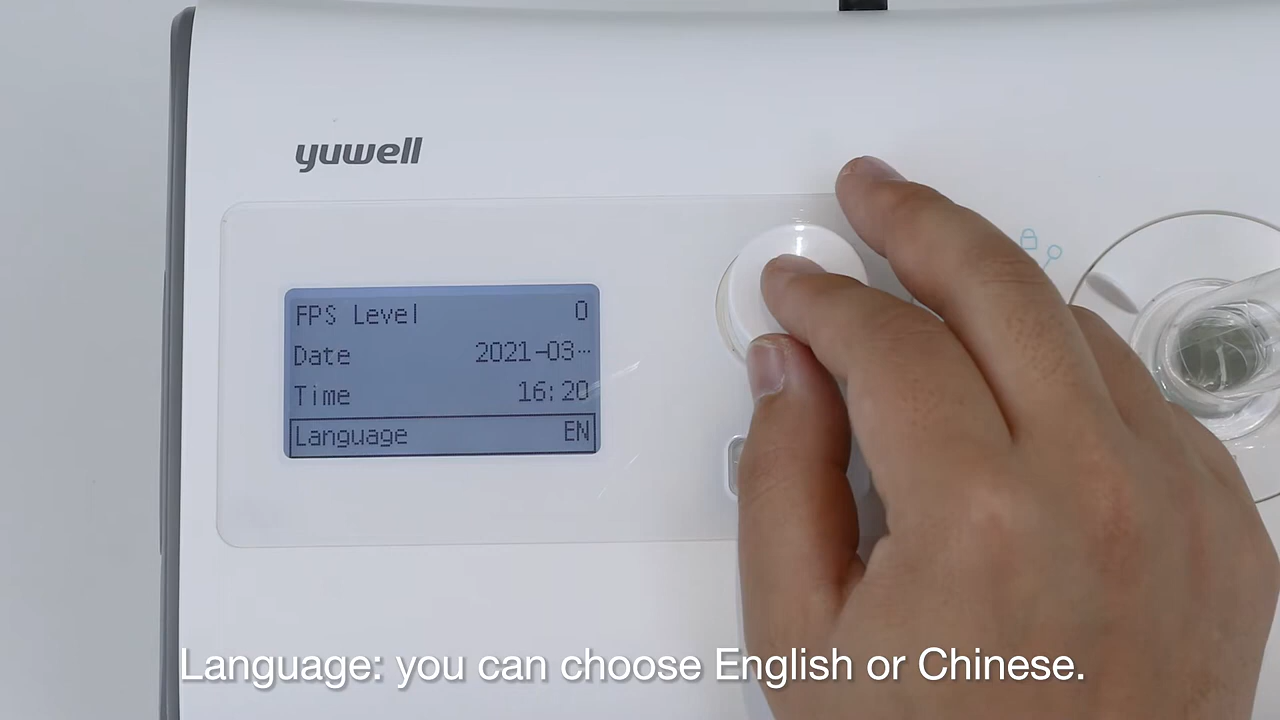 yuwell
FPS Level 0
Date 2021-03…
Time 16:20
Language EN
Language: you can choose English or Chinese.